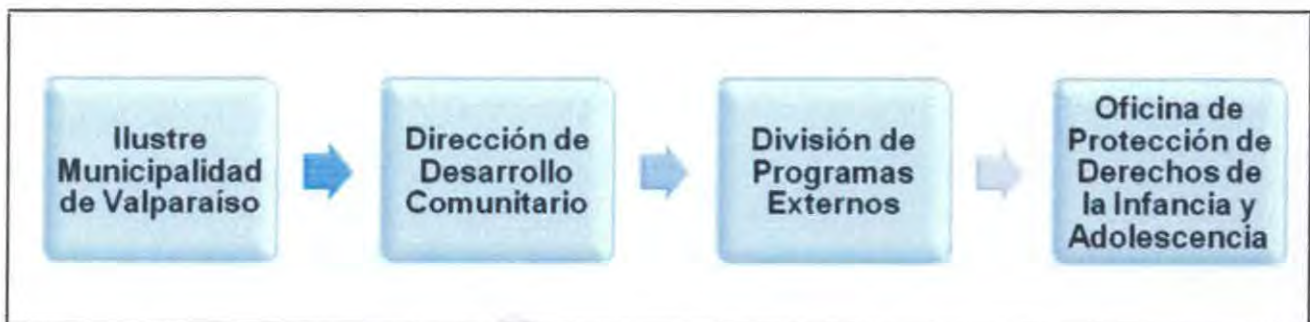 Ilustre
Municipalidad
de Valparaíso
Dirección de
Desarrollo
Comunitario
División de
Programas
Externos
Oficina de
Protección de
Derechos de
la Infancia y
Adolescencia